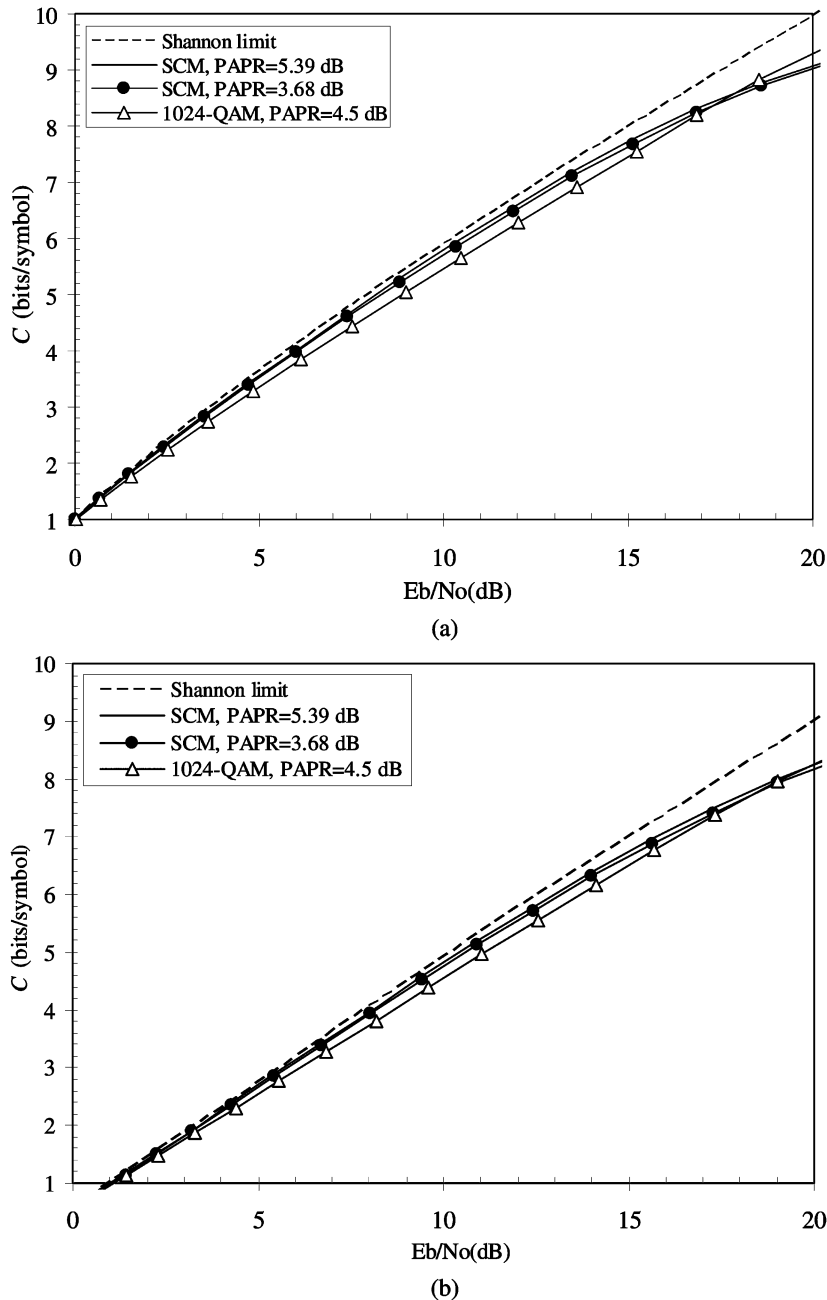 10
9
8
7
6
5
4
3
2
1
C (bits/symbol)
Shannon limit
SCM, PAPR=5.39 dB
SCM, PAPR=3.68 dB
1024-QAM, PAPR=4.5 dB
0 5 10 15 20
Eb/No(dB)
(a)
10
9
8
7
6
5
4
3
2
1
C (bits/symbol)
Shannon limit
SCM, PAPR=5.39 dB
SCM, PAPR=3.68 dB
1024-QAM, PAPR=4.5 dB
0 5 10 15 20
Eb/No(dB)
(b)